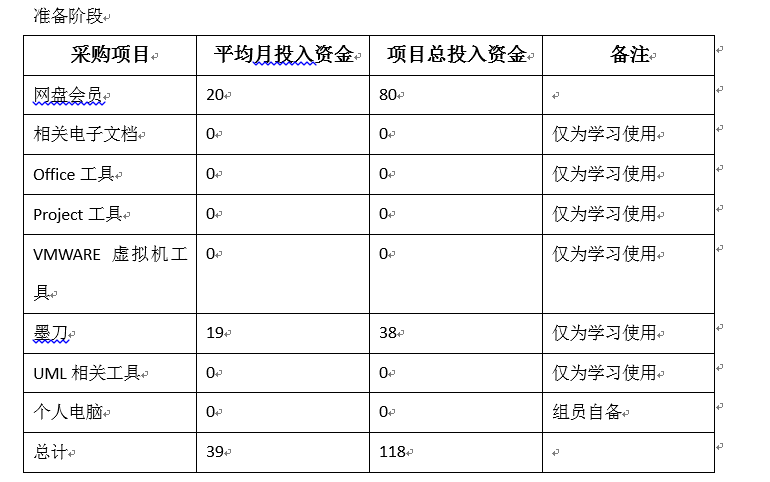 准备阶段
采购项目 平均月投入资金 项目总投入资金 备注
网盘会员 20 80
相关电子文档 0 0 仅为学习使用
Office 工具 0 0 仅为学习使用
Project 工具 0 0 仅为学习使用
VMWARE 虚拟机工 0 0 仅为学习使用
具
墨刀 19 38 仅为学习使用
UML 相关工具 0 0 仅为学习使用
个人电脑 0 0 组员自备
总计 39 118